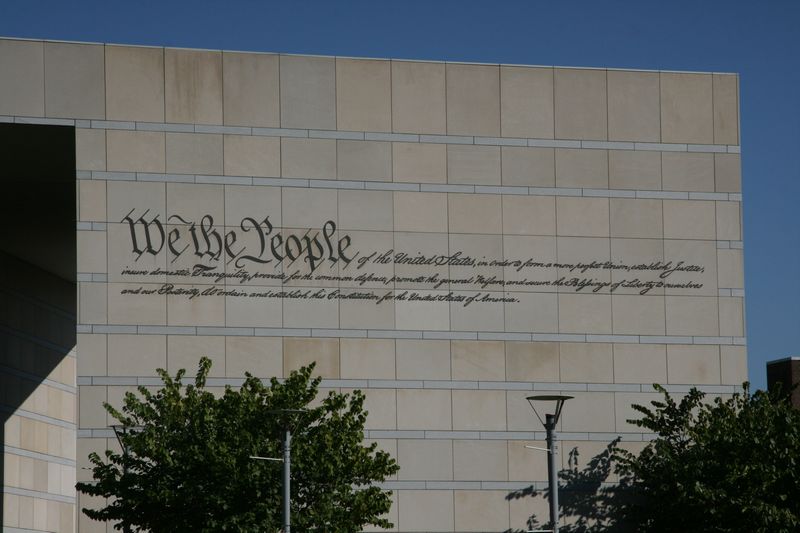 We the People of the United States, in order to form a more perfect Union, establish Justice,
insure domestic Tranquility, provide for the common defence, promote the general Welfare, and secure the Blessings of Liberty to ourselves
and our Posterity, do ordain and establish this Constitution for the United States of America.